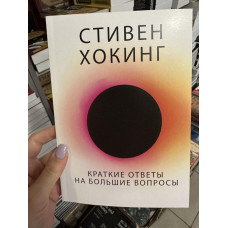 СТИВЕН
ХОКИНГ
КРАТКИЕ ОТВЕТЫ
НА БОЛЬШИЕ ВОПРОСЫ